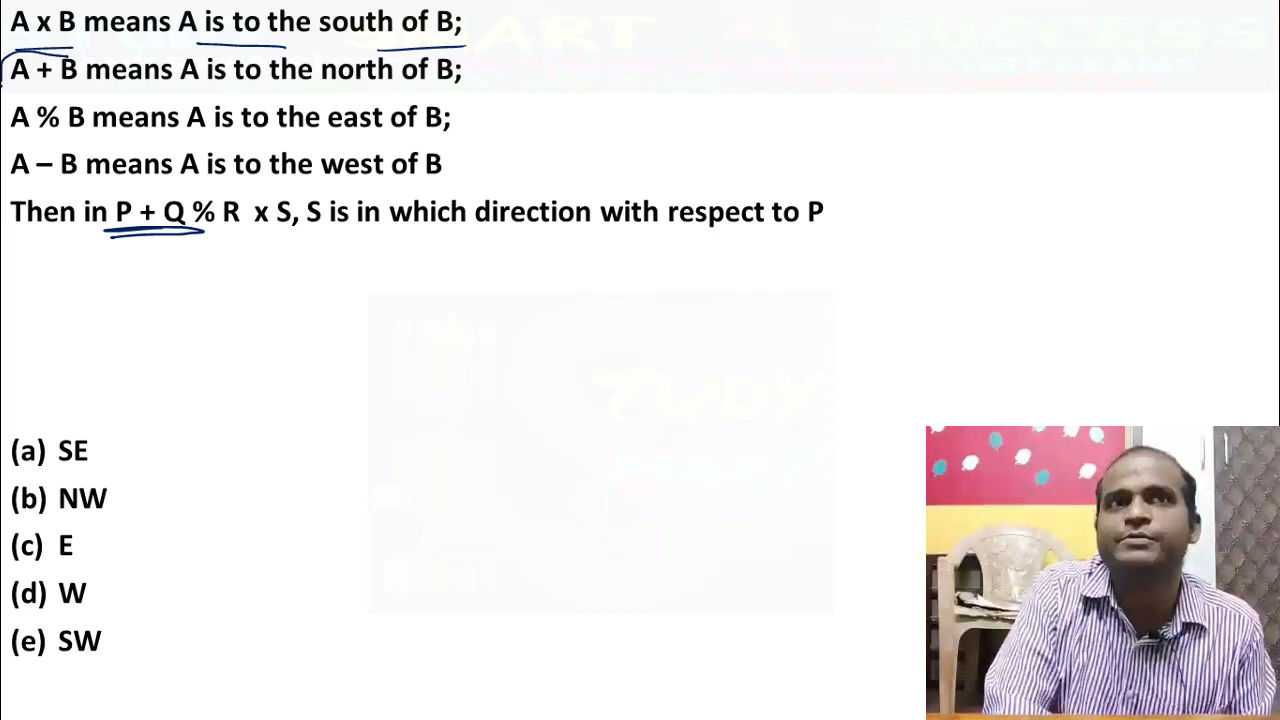 A x B means A is to the south of B;
A + B means A is to the north of B;
A % B means A is to the east of B;
A – B means A is to the west of B
Then in P + Q % R x S, S is in which direction with respect to P
TUDY
(a) SE
(b) NW
(c) E
(d) W
(e) SW